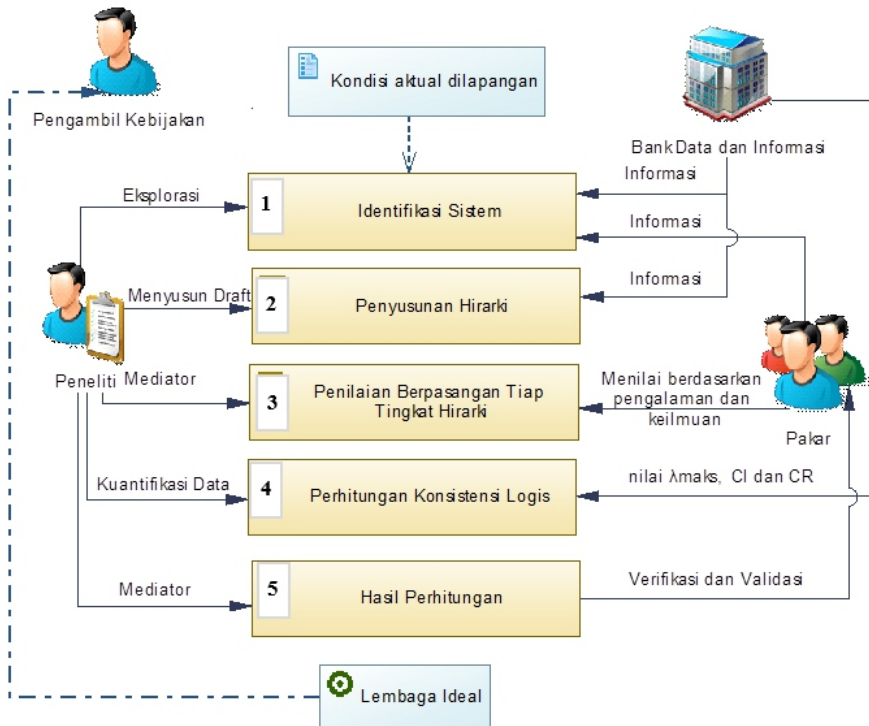 Pengambil Kebijakan
Kondisi aktual dilapangan
Bank Data dan Informasi
Eksplorasi
1
Identifikasi Sistem
Informasi
Informasi
Menyusun Draft
2
Penyusunan Hirarki
Informasi
Peneliti
Mediator
3
Penilaian Berpasangan Tiap
Tingkat Hirarki
Menilai berdasarkan
pengalaman dan
keilmuan
Pakar
Kuantifikasi Data
4
Perhitungan Konsistensi Logis
nilai λmaks, CI dan CR
Mediator
5
Hasil Perhitungan
Verifikasi dan Validasi
Lembaga Ideal